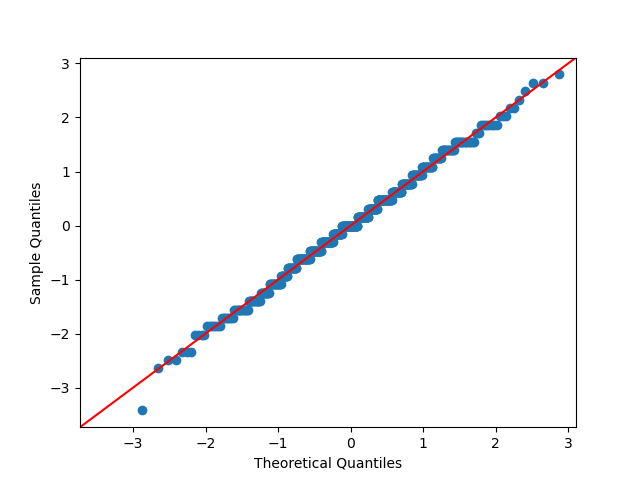 3
2
1
0
−1
−2
−3
Sample Quantiles
−3 −2 −1 0 1 2 3
Theoretical Quantiles